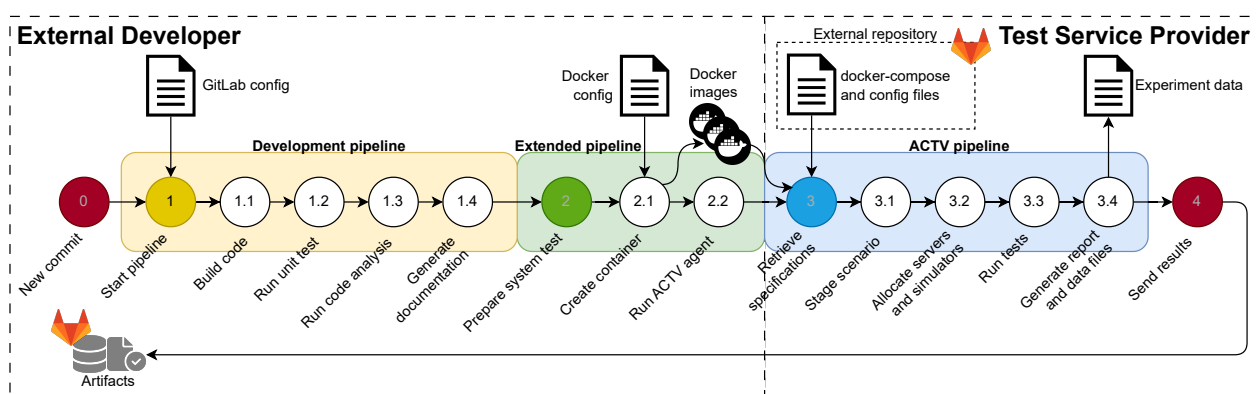 External Developer
External repository
Test Service Provider
GitLab config
Docker
config
Docker
images
docker-compose
and config files
Experiment data
Development pipeline
Extended pipeline
ACTV pipeline
0
1
1.1
1.2
1.3
1.4
2
2.1
2.2
3
3.1
3.2
3.3
3.4
4
New commit
Start pipeline
Build code
Run unit test
Run code analysis
Generate
documentation
Prepare system test
Create container
Run ACTV agent
Retrieve
specifications
Stage scenario
Allocate servers
and simulators
Run tests
Generate report
and data files
Send results
Artifacts